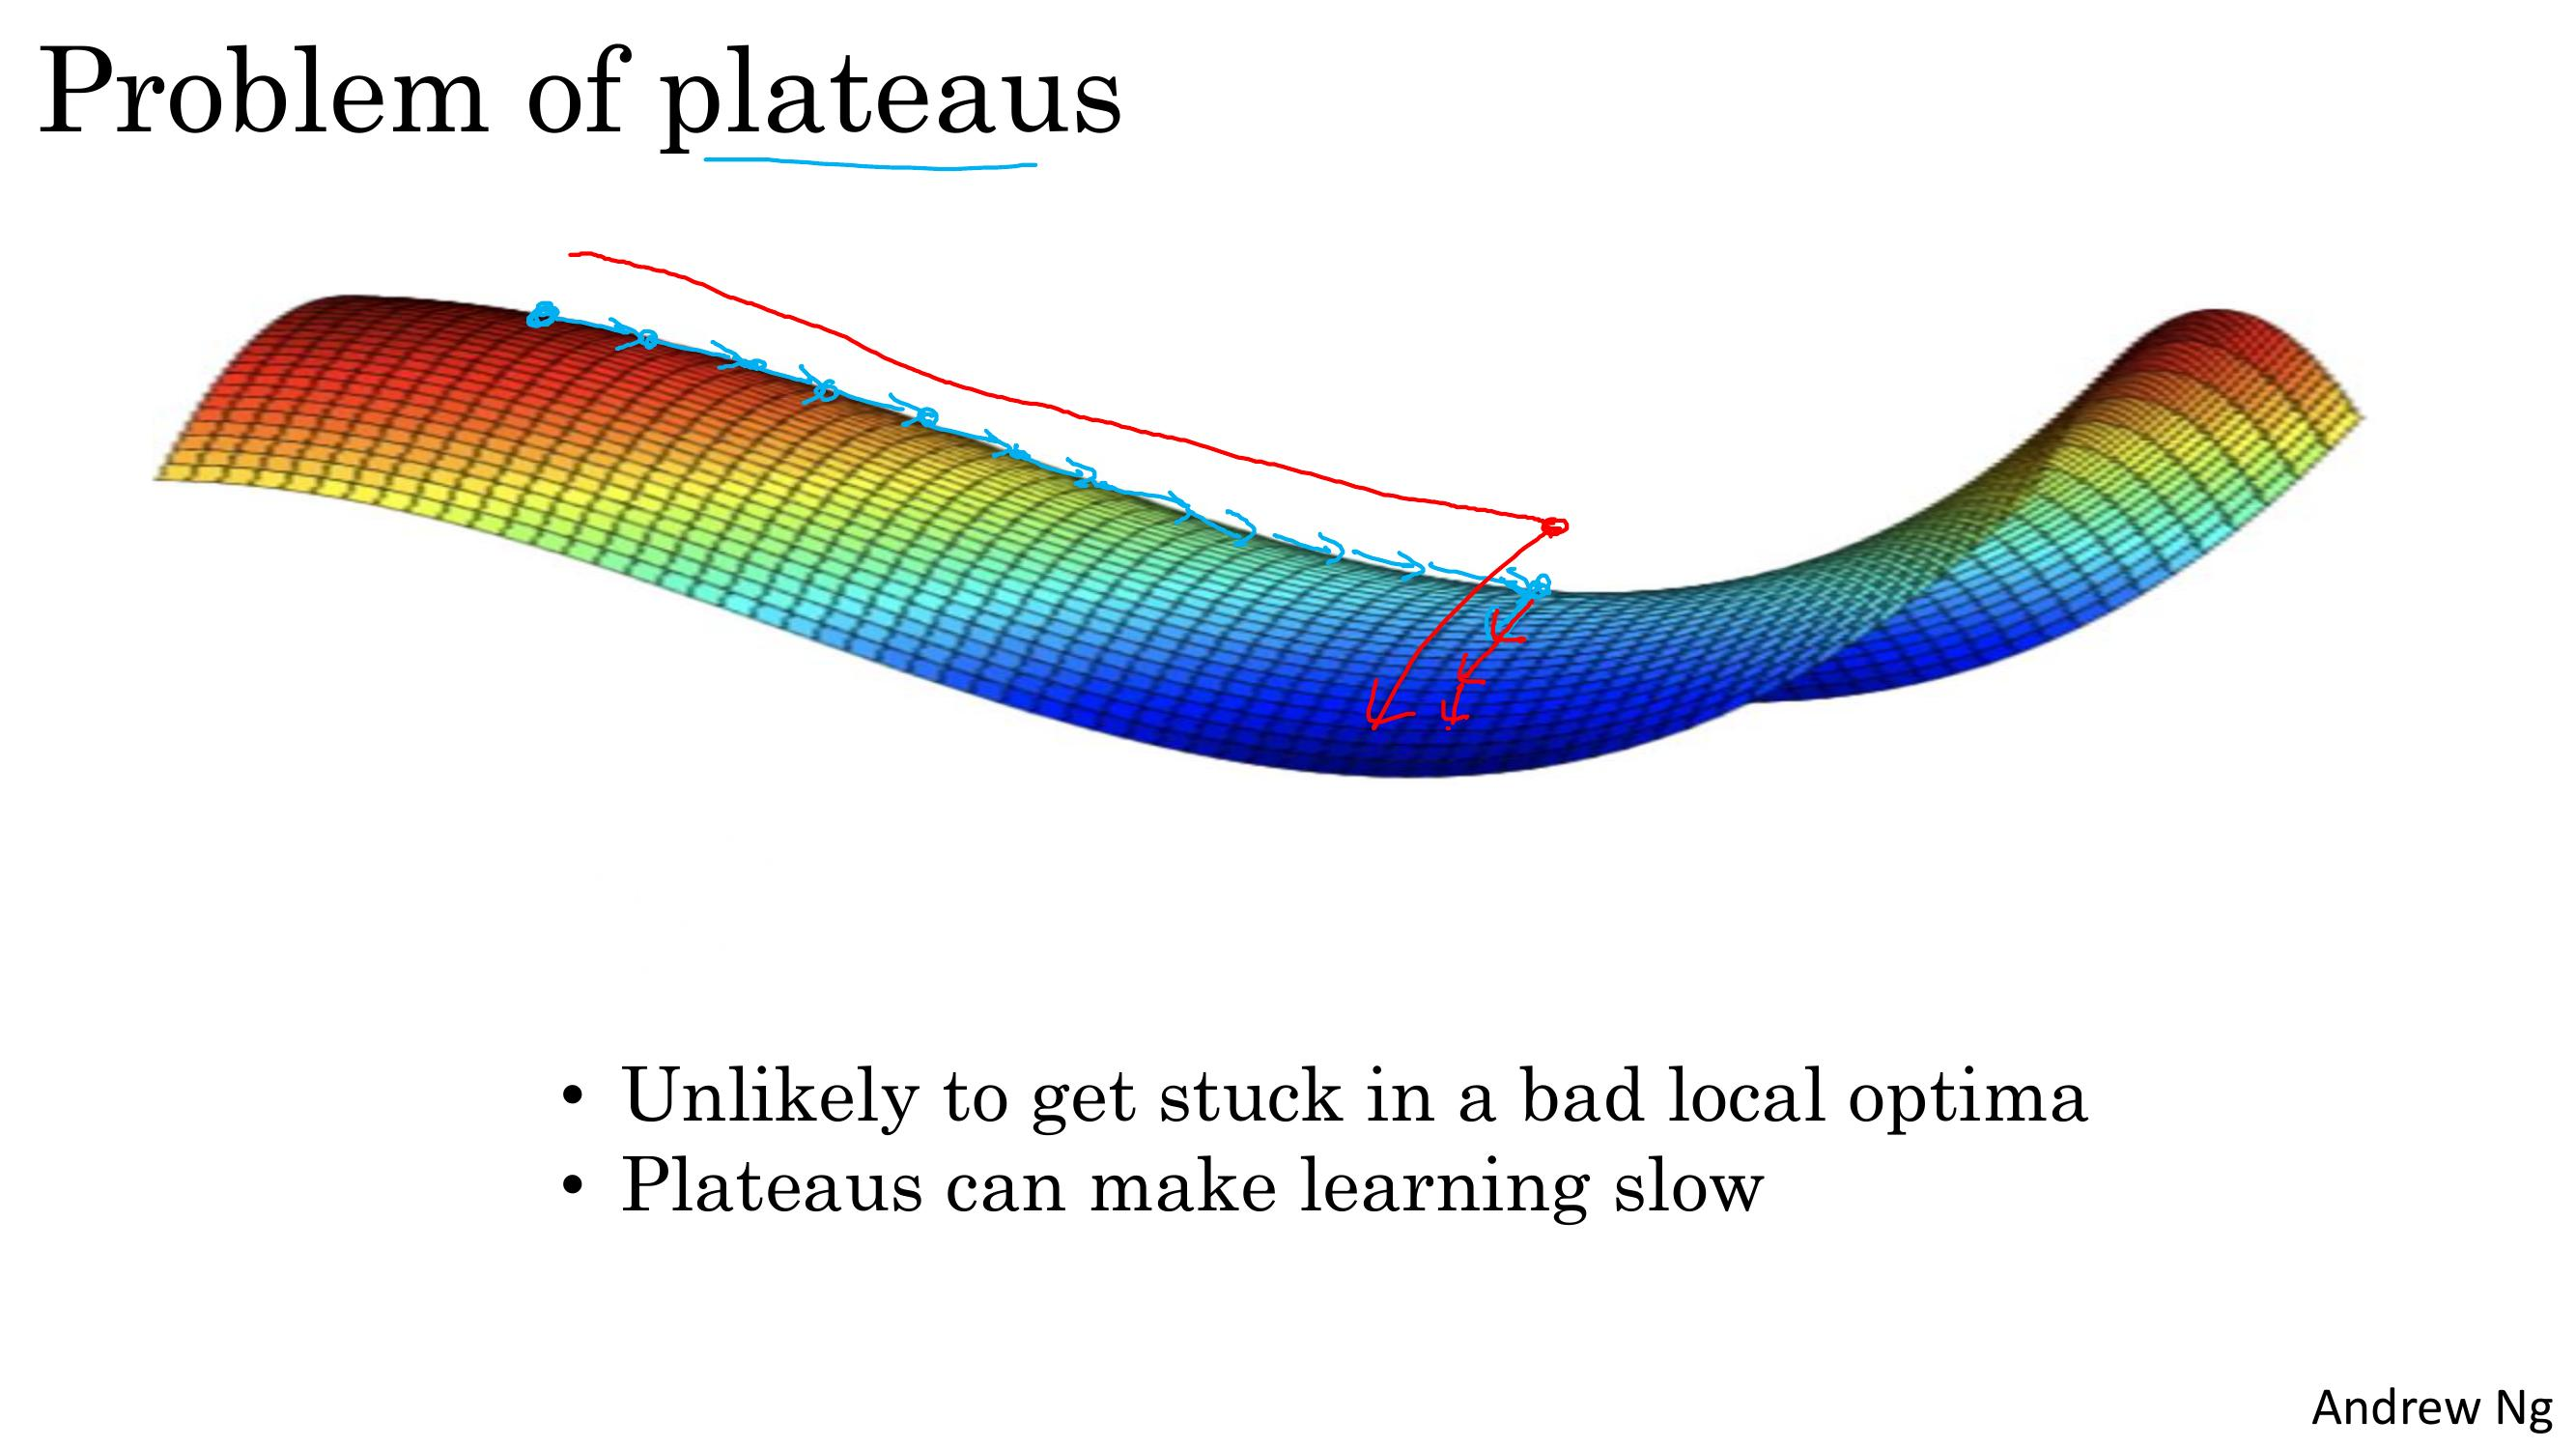 Problem of plateaus
• Unlikely to get stuck in a bad local optima
• Plateaus can make learning slow
Andrew Ng